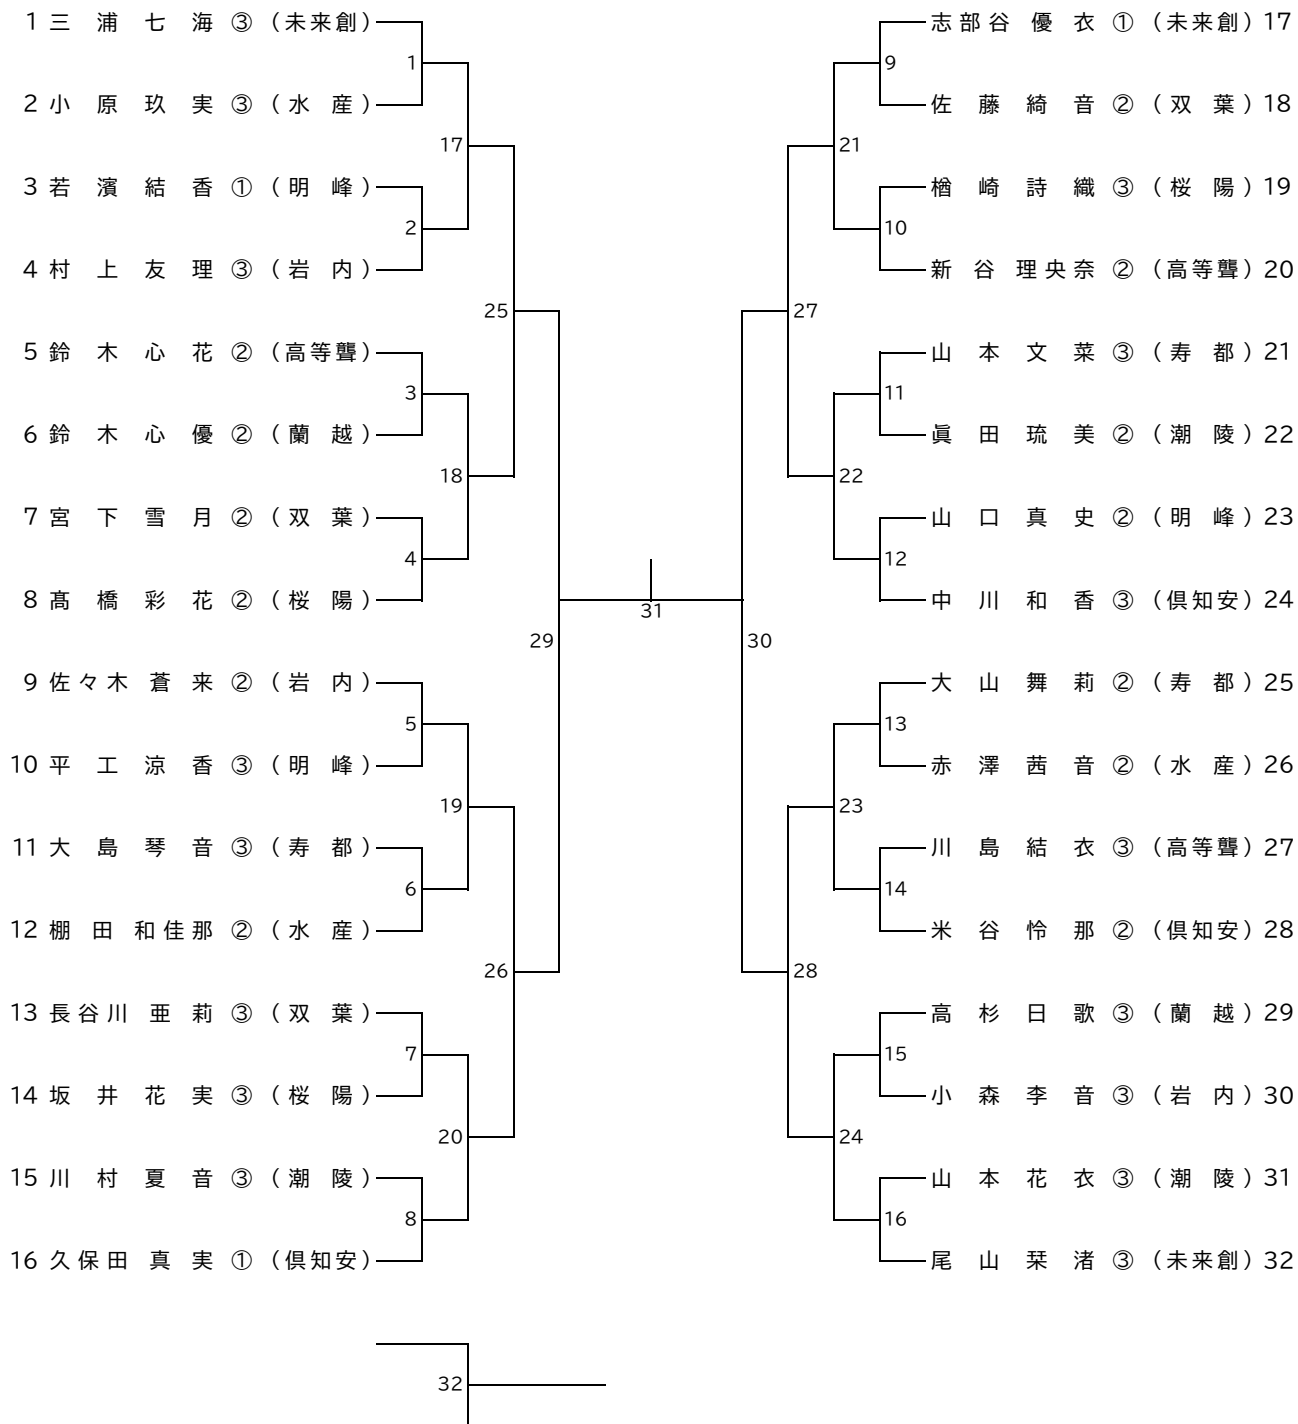 1 三浦七海 ③ (未来創)
2 小原玖実 ③ (水産)
3 若濱結香 ① (明峰)
4 村上友理 ③ (岩内)
5 鈴木心花 ② (高等聾)
6 鈴木心優 ② (蘭越)
7 宮下雪月 ② (双葉)
8 髙橋彩花 ② (桜陽)
9 佐々木蒼来 ② (岩内)
10 平工涼香 ③ (明峰)
11 大島琴音 ③ (寿都)
12 棚田和佳那 ② (水産)
13 長谷川亜莉 ③ (双葉)
14 坂井花実 ③ (桜陽)
15 川村夏音 ③ (潮陵)
16 久保田真実 ① (倶知安)
1
2
3
4
5
6
7
8
17
18
19
20
25
26
29
31
30
27
28
21
22
23
24
9
10
11
12
13
14
15
16
志部谷優衣 ① (未来創) 17
佐藤綺音 ② (双葉) 18
楢崎詩織 ③ (桜陽) 19
新谷理央奈 ② (高等聾) 20
山本文菜 ③ (寿都) 21
眞田琉美 ② (潮陵) 22
山口真史 ② (明峰) 23
中川和香 ③ (倶知安) 24
大山舞莉 ② (寿都) 25
赤澤茜音 ② (水産) 26
川島結衣 ③ (高等聾) 27
米谷怜那 ② (倶知安) 28
高杉日歌 ③ (蘭越) 29
小森李音 ③ (岩内) 30
山本花衣 ③ (潮陵) 31
尾山栞渚 ③ (未来創) 32
32